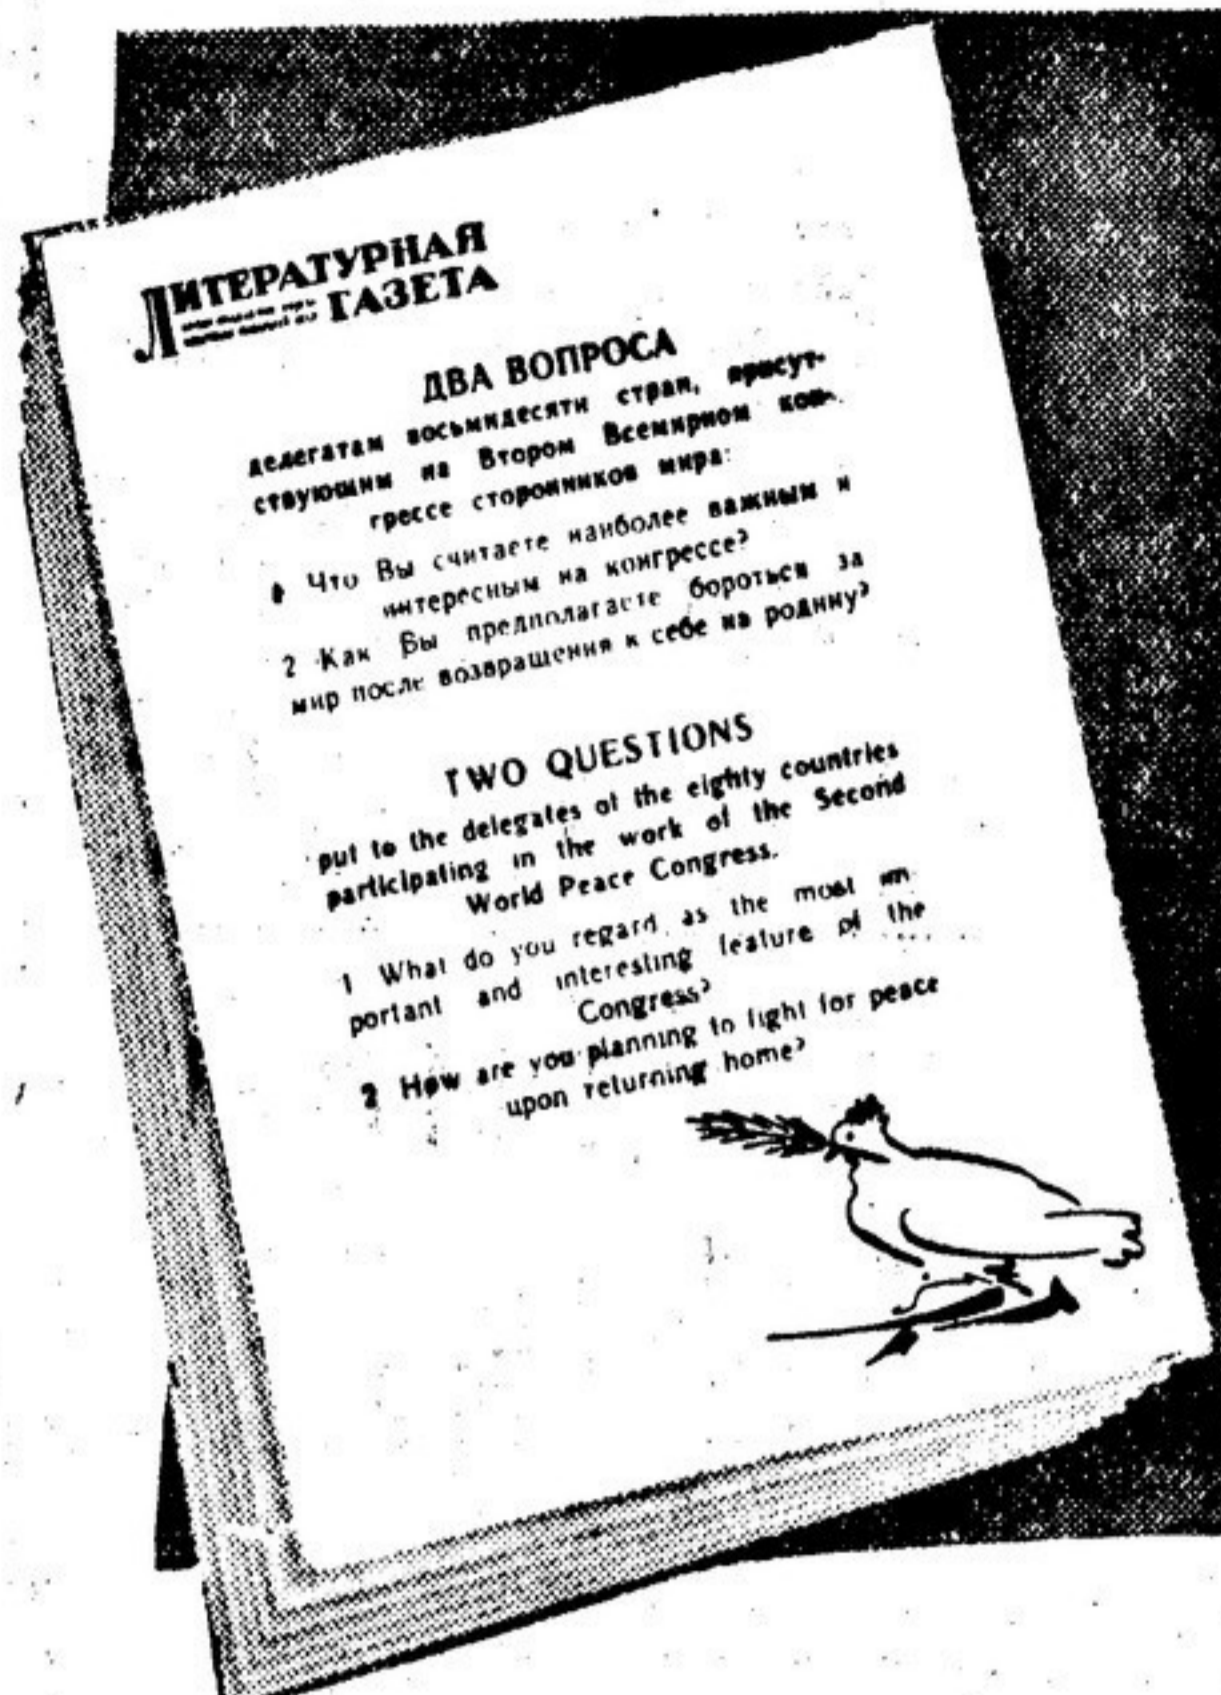 ЛИТЕРАТУРНАЯ
ГАЗЕТА
ДВА ВОПРОСА
делегатам восьмидесяти стран, присут-
ствующим на Втором Всемирном кон-
грессе сторонников мира:
1 Что Вы считаете наиболее важным и
интересным на конгрессе?
2 Как Вы предполагаете бороться за
мир после возвращения к себе на родину?
TWO QUESTIONS
put to the delegates of the eighty countries
participating in the work of the Second
World Peace Congress.
1 What do you regard as the most im-
portant and interesting feature of the
Congress?
2 How are you planning to fight for peace
upon returning home?